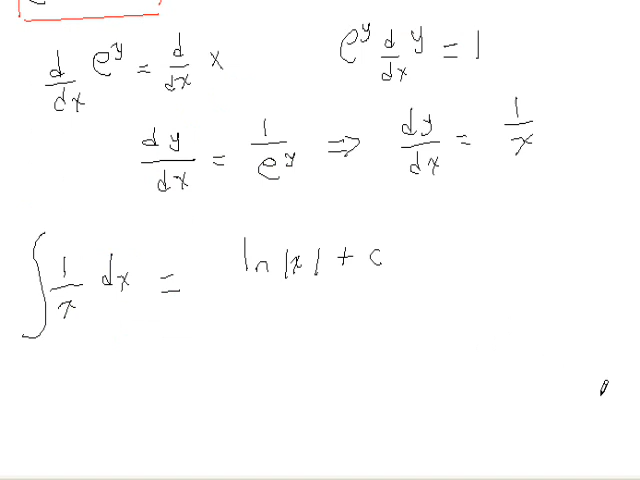 d/dx e^y = d/dx x    e^y d/dx y = 1
dy/dx = 1/e^y ⇒ dy/dx = 1/x
∫ 1/x dx = ln|x| + c